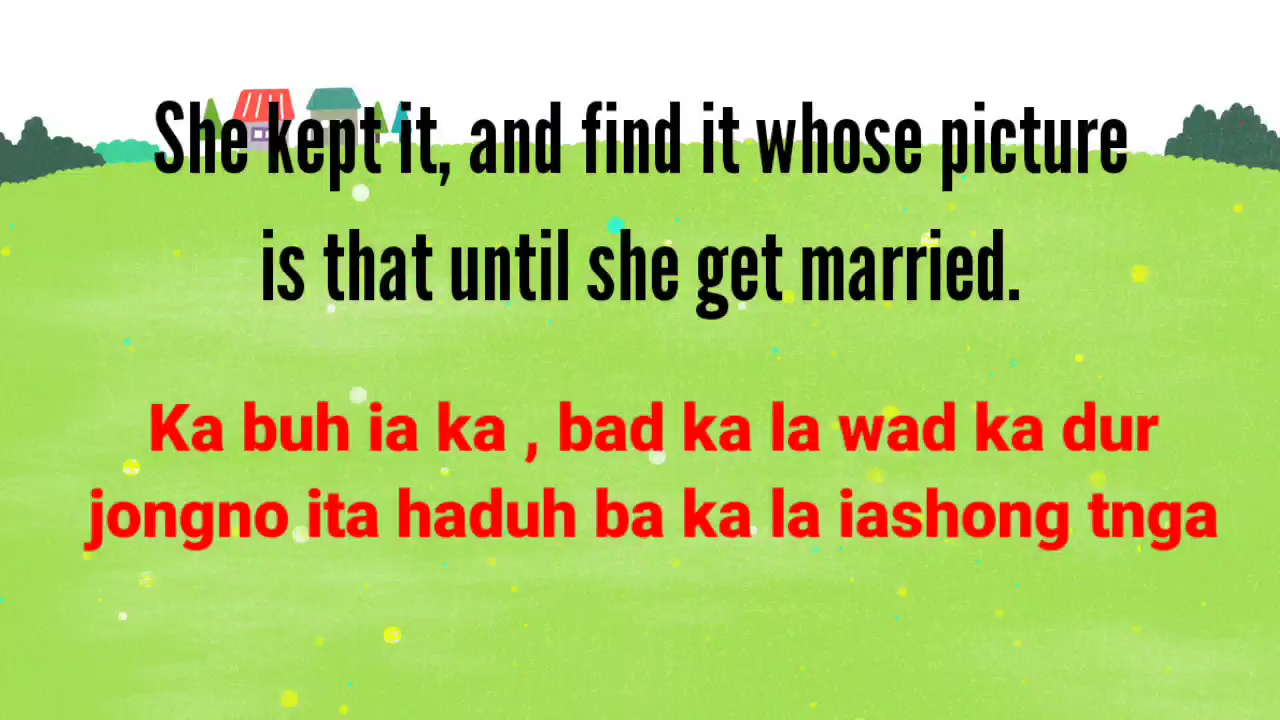 She kept it, and find it whose picture
is that until she get married.
Ka buh ia ka , bad ka la wad ka dur
jongno ita haduh ba ka la iashong tnga